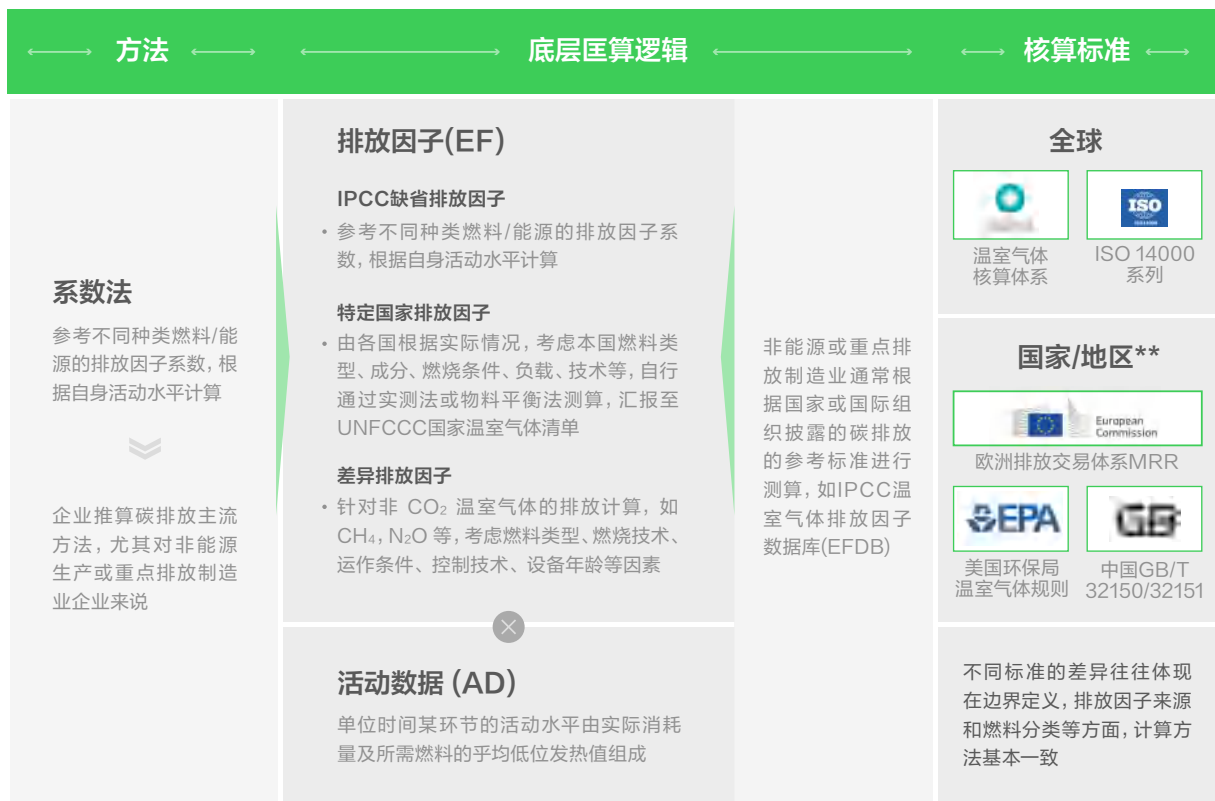 方法
底层匡算逻辑
核算标准
系数法
参考不同种类燃料/能
源的排放因子系数, 根
据自身活动水平计算
企业推算碳排放主流
方法, 尤其对非能源
生产或重点排放制造
业企业来说
排放因子(EF)
IPCC缺省排放因子
• 参考不同种类燃料/能源的排放因子系
数, 根据自身活动水平计算
特定国家排放因子
• 由各国根据实际情况, 考虑本国燃料类
型、成分、燃烧条件、负载、技术等, 自行
通过实测法或物料平衡法测算, 汇报至
UNFCCC国家温室气体清单
差异排放因子
• 针对非 CO₂ 温室气体的排放计算, 如
CH₄, N₂O 等, 考虑燃料类型、燃烧技术、
运作条件、控制技术、设备年龄等因素
活动数据 (AD)
单位时间某环节的活动水平由实际消耗
量及所需燃料的平均低位发热值组成
非能源或重点排
放制造业通常根
据国家或国际组
织披露的碳排放
的参考标准进行
测算, 如IPCC温
室气体排放因子
数据库(EFDB)
全球
ISO
温室气体
核算体系
ISO 14000
系列
国家/地区**
European
Commission
欧洲排放交易体系MRR
EPA
GB
美国环保局
温室气体规则
中国GB/T
32150/32151
不同标准的差异往往体现
在边界定义, 排放因子来源
和燃料分类等方面, 计算方
法基本一致